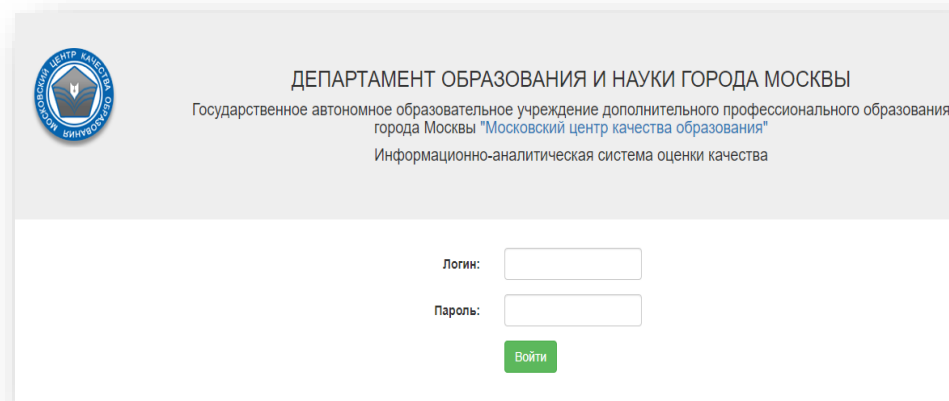 МОСКОВСКИЙ ЦЕНТР КАЧЕСТВА ОБРАЗОВАНИЯ
ДЕПАРТАМЕНТ ОБРАЗОВАНИЯ И НАУКИ ГОРОДА МОСКВЫ
Государственное автономное образовательное учреждение дополнительного профессионального образования
города Москвы "Московский центр качества образования"
Информационно-аналитическая система оценки качества
Логин:
Пароль:
Войти